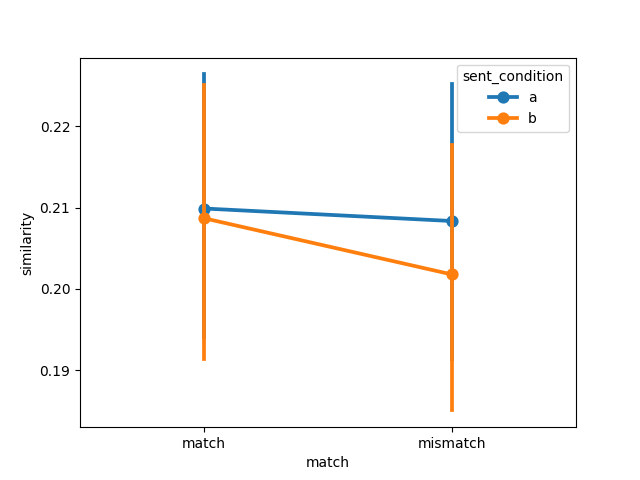 sent_condition
a
b
0.22
0.21
0.20
0.19
similarity
match
mismatch
match